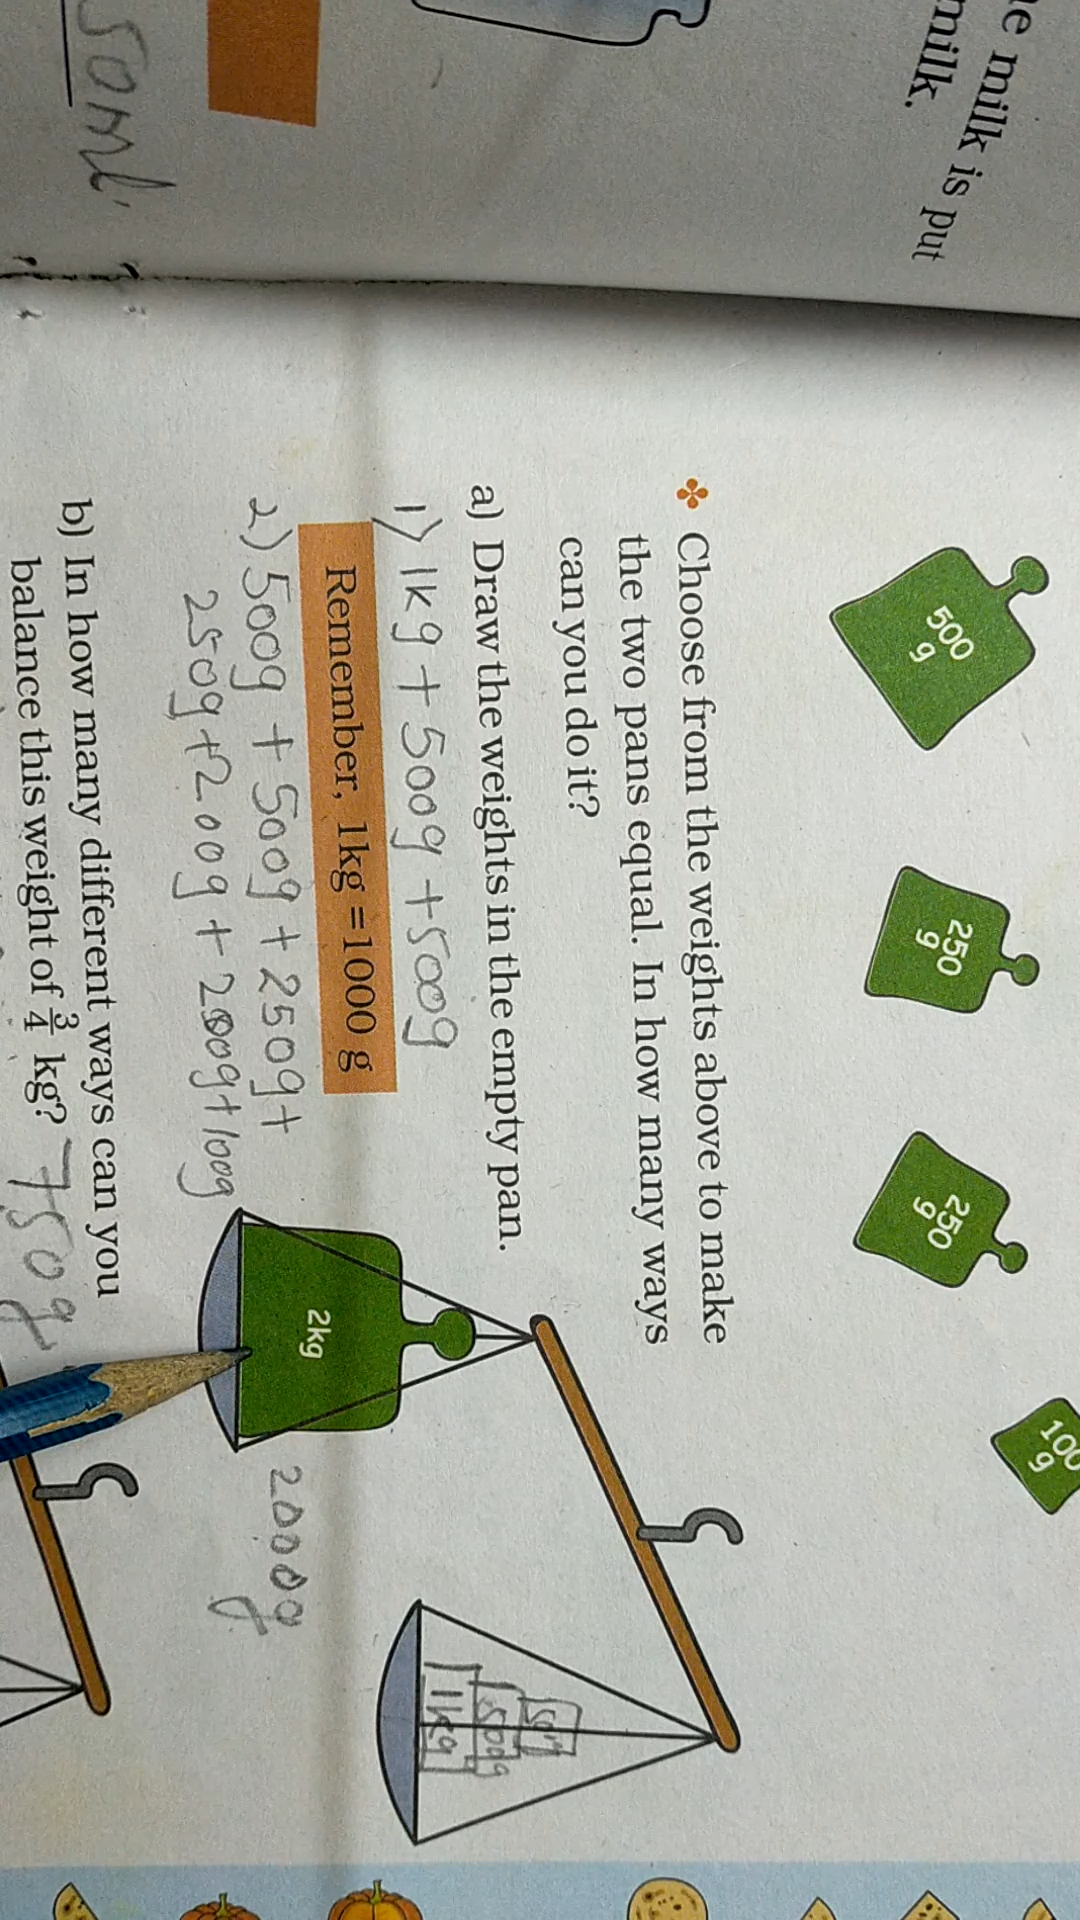 e milk is put
milk.
50ml.
500
g
250
g
250
g
100
g
❖ Choose from the weights above to make
the two pans equal. In how many ways
can you do it?
a) Draw the weights in the empty pan.
1) 1kg + 500g + 500g
Remember, 1kg = 1000 g
2) 500g + 500g + 250g +
250g + 200g + 200g + 100g
2kg
2000g
500g
1kg
b) In how many different ways can you
balance this weight of 3/4 kg? 750g